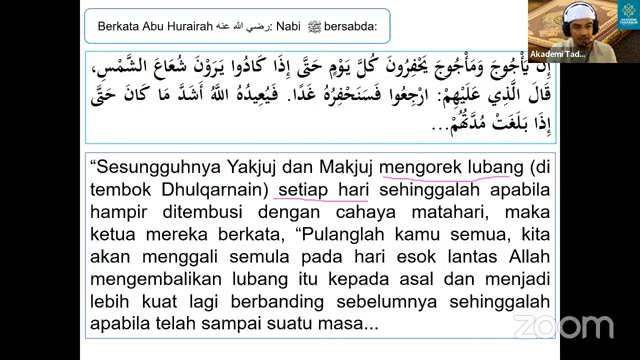 Berkata Abu Hurairah رضي الله عنه: Nabi ﷺ bersabda:
إِنَّ يَأْجُوجَ وَمَأْجُوجَ يَحْفِرُونَ كُلَّ يَوْمٍ حَتَّى إِذَا كَادُوا يَرَوْنَ شُعَاعَ الشَّمْسِ،
قَالَ الَّذِي عَلَيْهِمْ: ارْجِعُوا فَسَنَحْفِرُهُ غَدًا. فَيُعِيدُهُ اللَّهُ أَشَدَّ مَا كَانَ حَتَّى
إِذَا بَلَغَتْ مُدَّتُهُمْ...
“Sesungguhnya Yakjuj dan Makjuj mengorek lubang (di
tembok Dhulqarnain) setiap hari sehinggalah apabila
hampir ditembusi dengan cahaya matahari, maka
ketua mereka berkata, “Pulanglah kamu semua, kita
akan menggali semula pada hari esok lantas Allah
mengembalikan lubang itu kepada asal dan menjadi
lebih kuat lagi berbanding sebelumnya sehinggalah
apabila telah sampai suatu masa...
Akademi Tad...
zoom